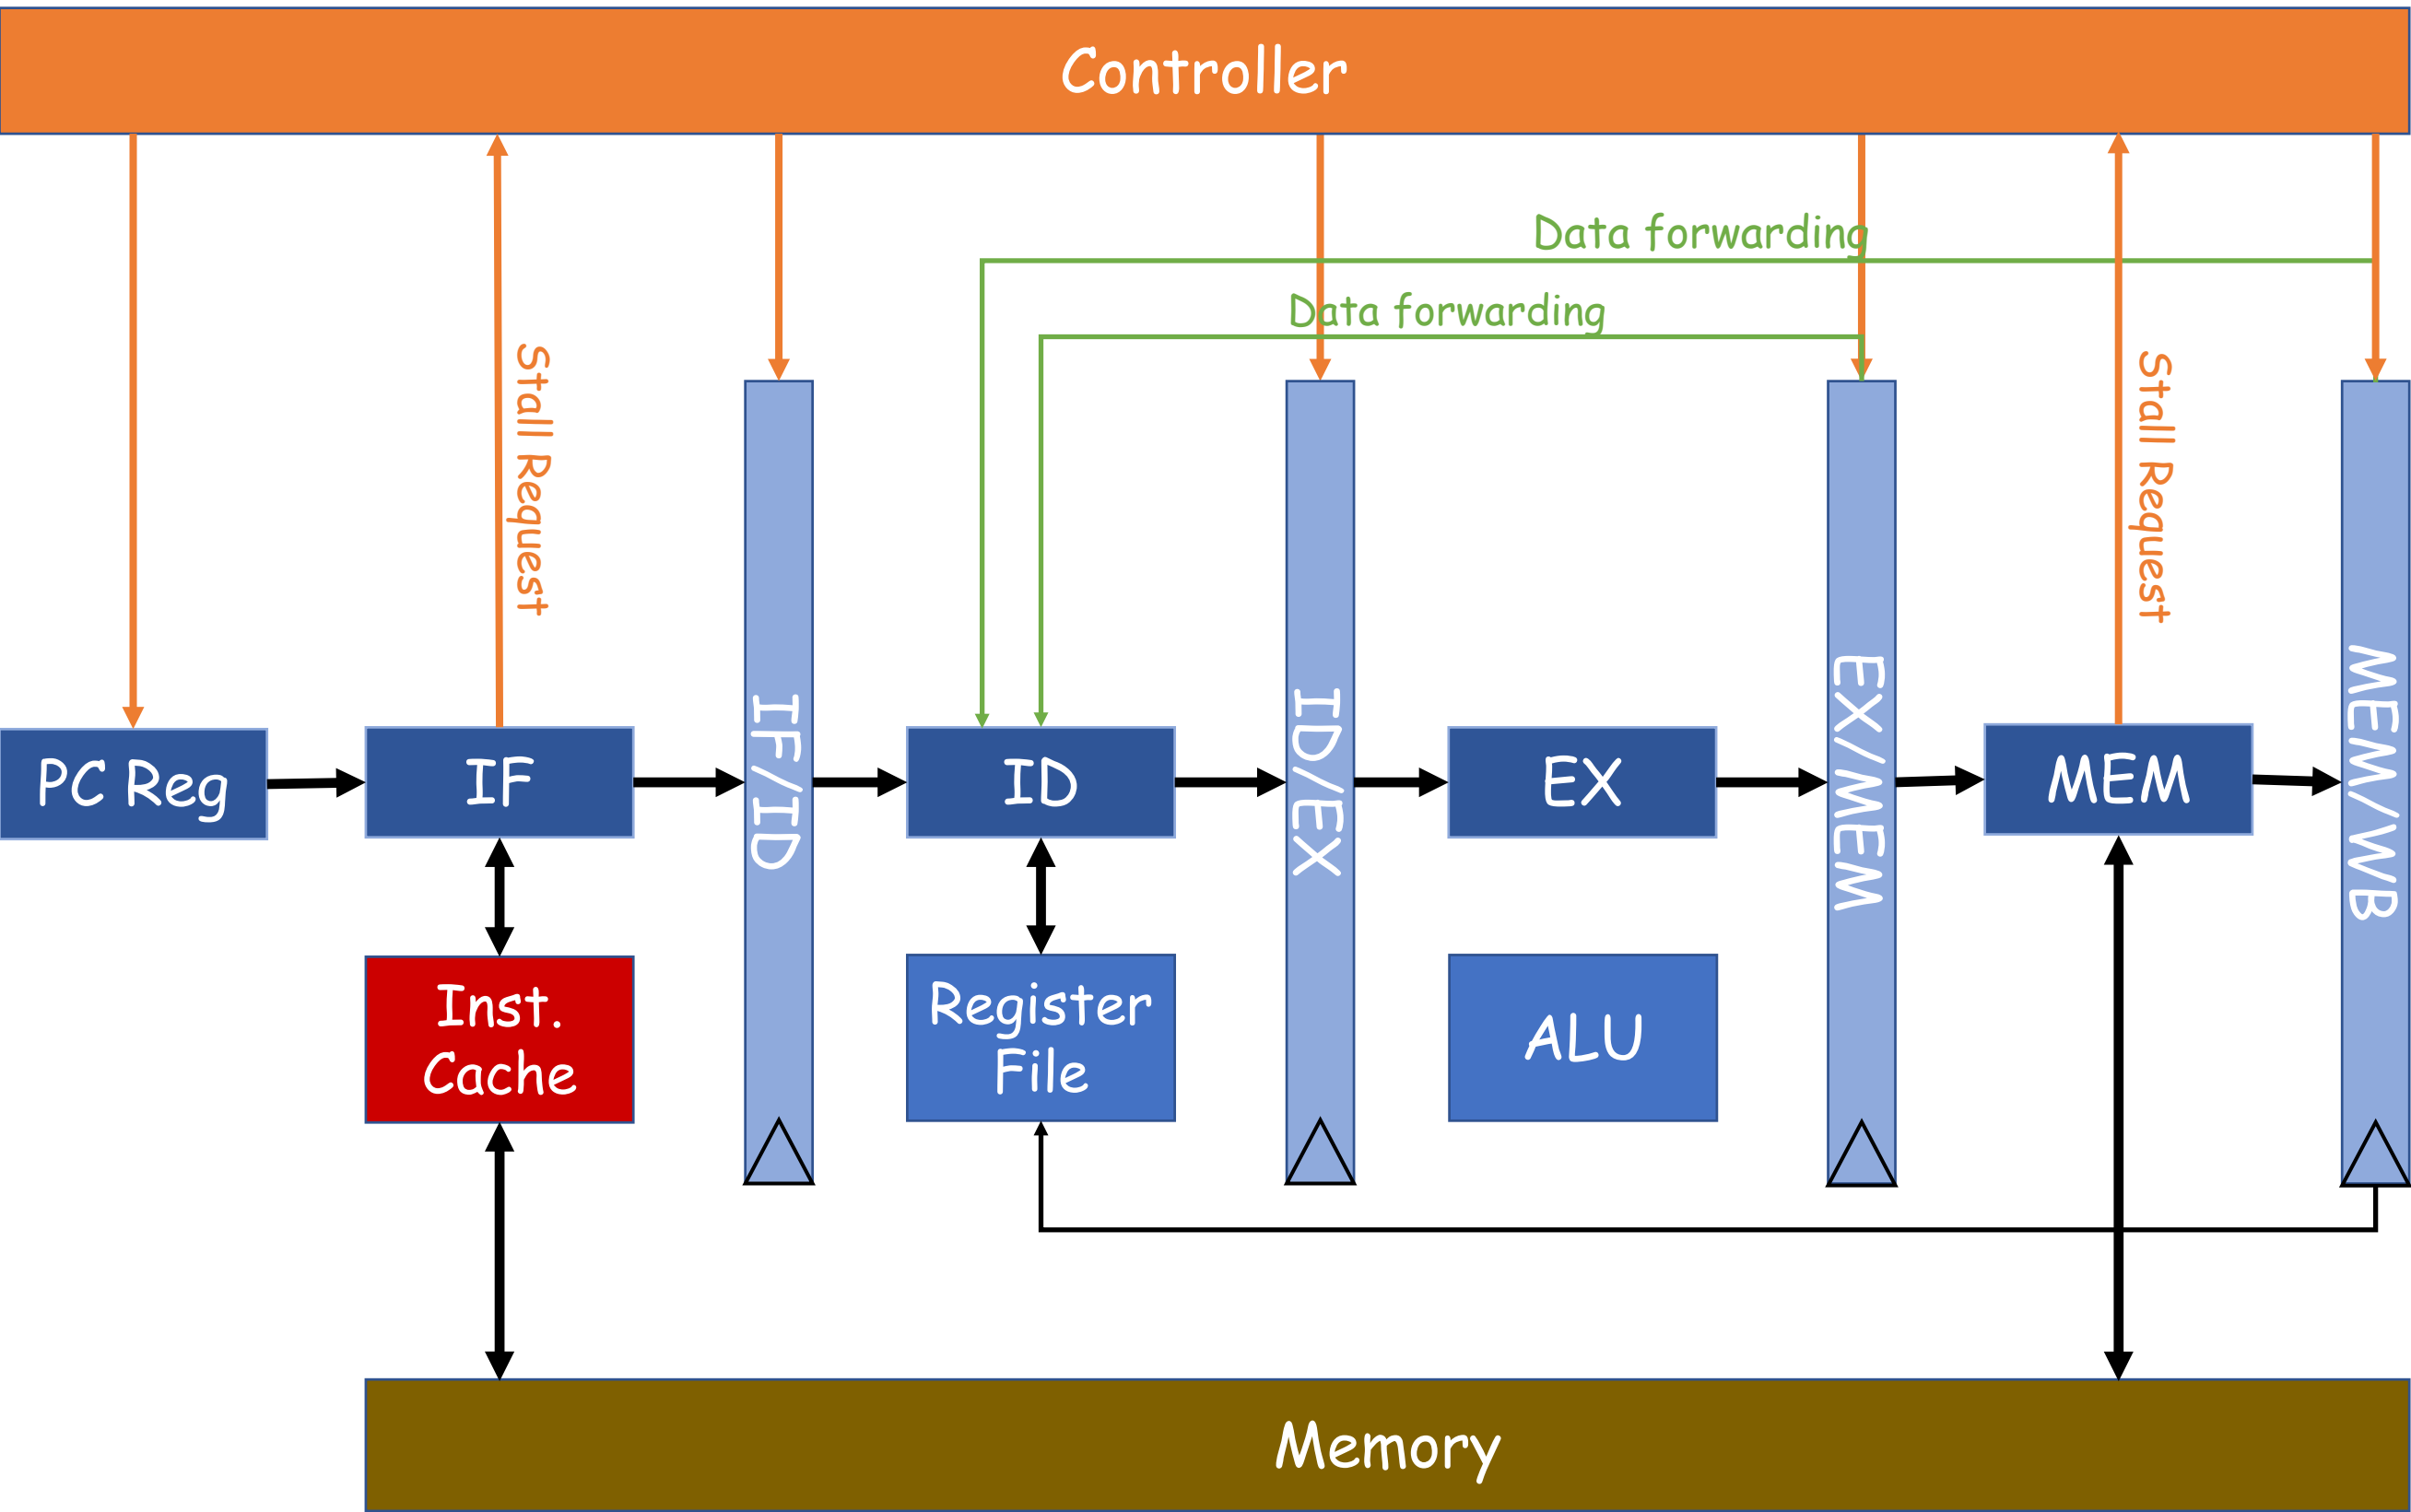 Controller
Data forwarding
Data forwarding
Stall Request
Stall Request
PC Reg
IF
IF/ID
ID
ID/EX
EX
EX/MEM
MEM
MEM/WB
Inst.
Cache
Register
File
ALU
Memory